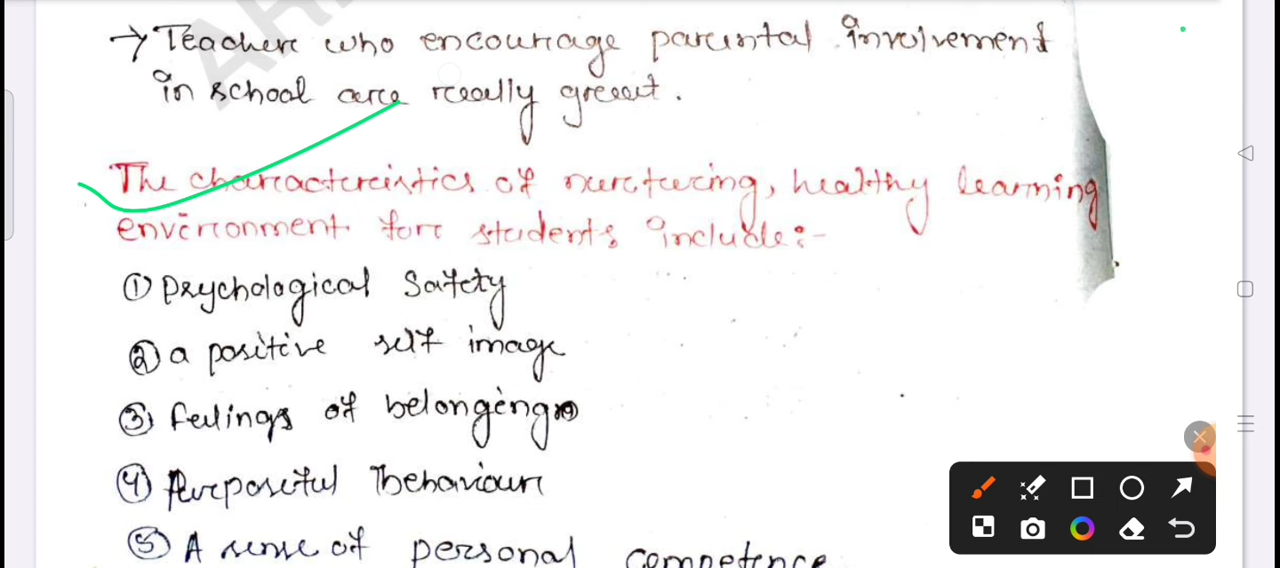 → Teacher who encourage parental involvement
in school are really great.
The characteristics of nurturing, healthy learning
environment for students include:-
① Psychological Safety
② a positive self image
③ feelings of belonging
④ Purposeful Behaviour
⑤ A sense of personal competence